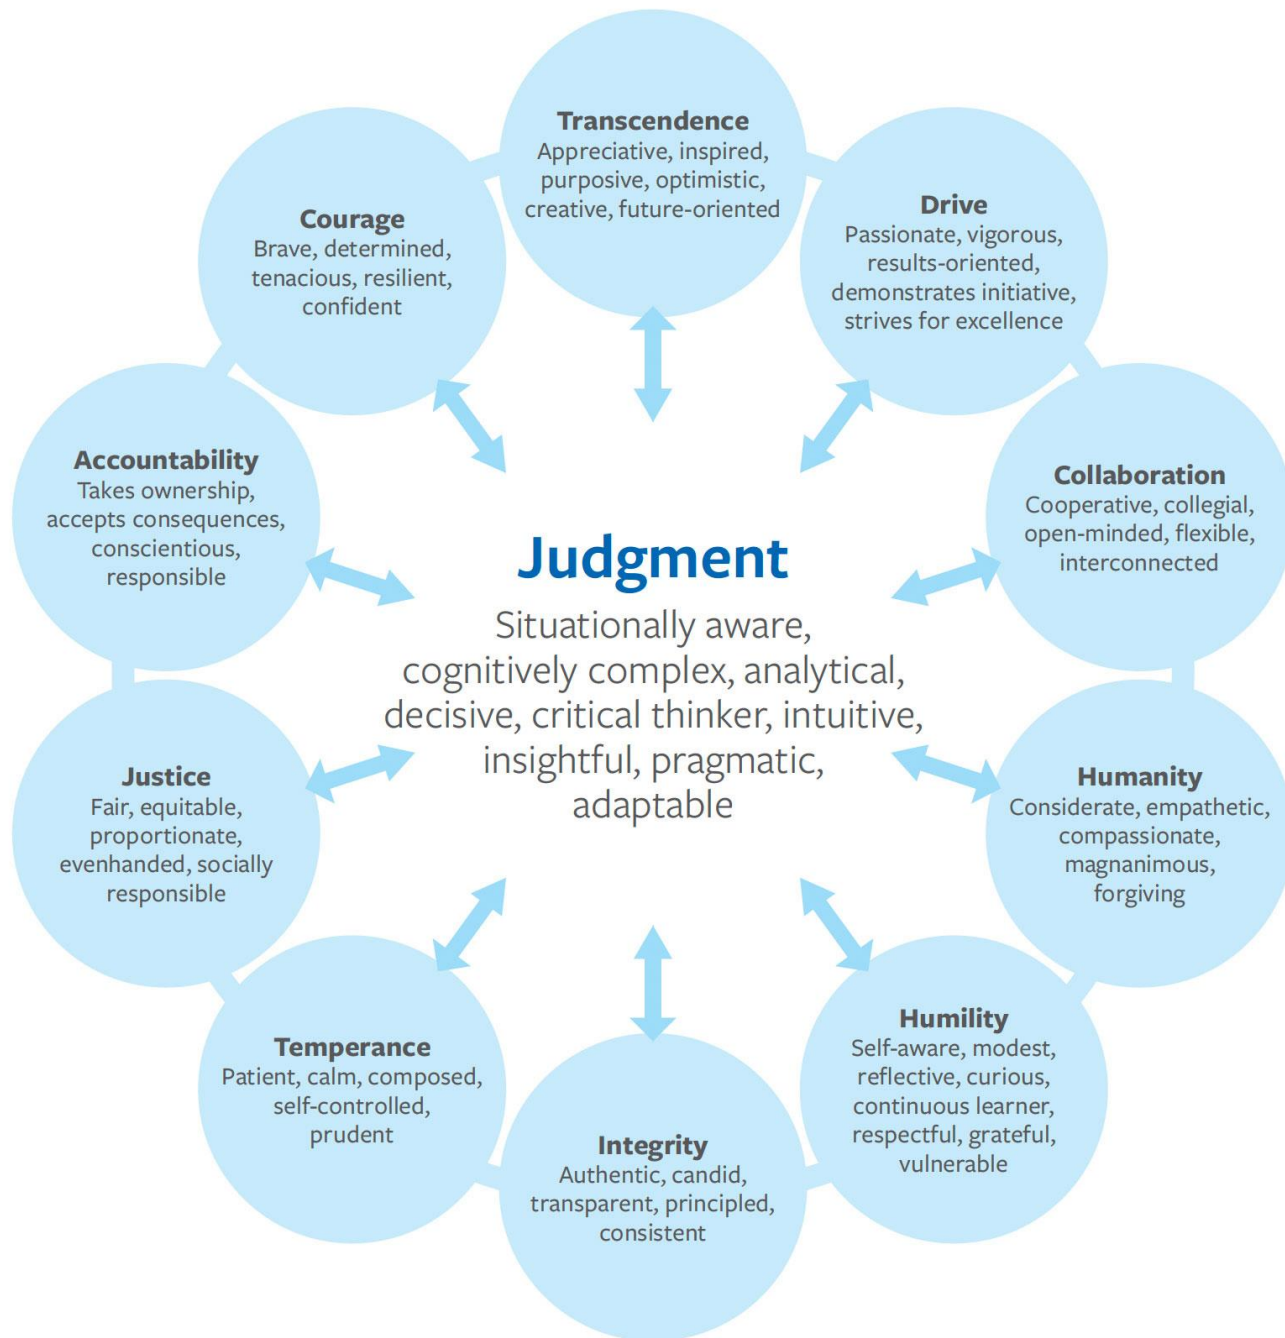 Transcendence
Appreciative, inspired,
purposive, optimistic,
creative, future-oriented
Drive
Passionate, vigorous,
results-oriented,
demonstrates initiative,
strives for excellence
Collaboration
Cooperative, collegial,
open-minded, flexible,
interconnected
Humanity
Considerate, empathetic,
compassionate,
magnanimous,
forgiving
Humility
Self-aware, modest,
reflective, curious,
continuous learner,
respectful, grateful,
vulnerable
Integrity
Authentic, candid,
transparent, principled,
consistent
Temperance
Patient, calm, composed,
self-controlled,
prudent
Justice
Fair, equitable,
proportionate,
evenhanded, socially
responsible
Accountability
Takes ownership,
accepts consequences,
conscientious,
responsible
Courage
Brave, determined,
tenacious, resilient,
confident
Judgment
Situationally aware,
cognitively complex, analytical,
decisive, critical thinker, intuitive,
insightful, pragmatic,
adaptable